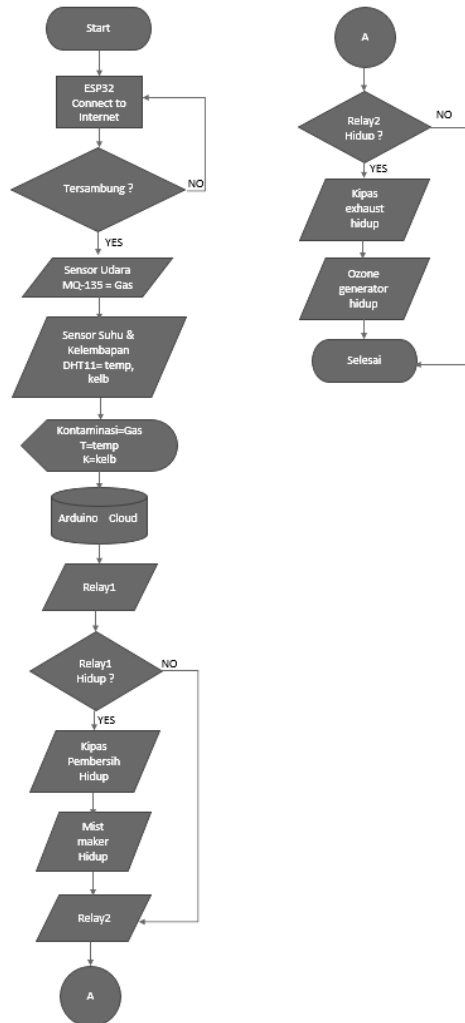 Start
ESP32
Connect to
Internet
Tersambung ?
NO
YES
Sensor Udara
MQ-135 = Gas
Sensor Suhu &
Kelembapan
DHT11= temp,
kelb
Kontaminasi=Gas
T=temp
K=kelb
Arduino Cloud
Relay1
Relay1
Hidup ?
NO
YES
Kipas
Pembersih
Hidup
Mist
maker
Hidup
Relay2
A
A
Relay2
Hidup ?
NO
YES
Kipas
exhaust
hidup
Ozone
generator
hidup
Selesai